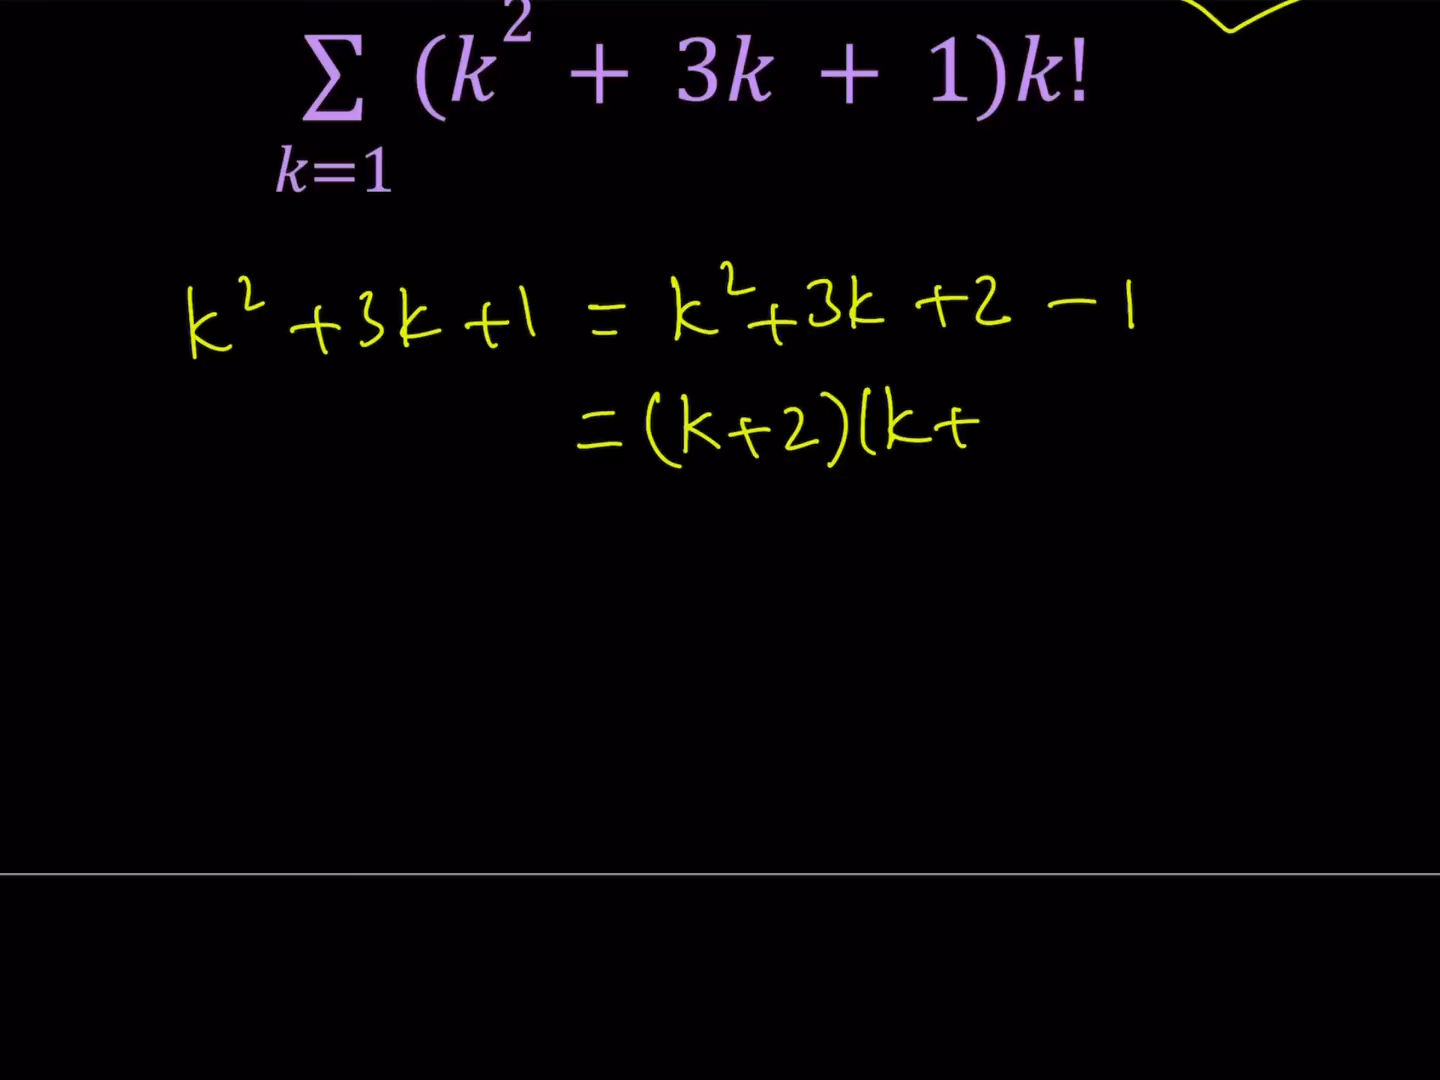 ∑ (k² + 3k + 1)k!
k=1
k² + 3k + 1 = k² + 3k + 2 − 1
= (k+2)(k+